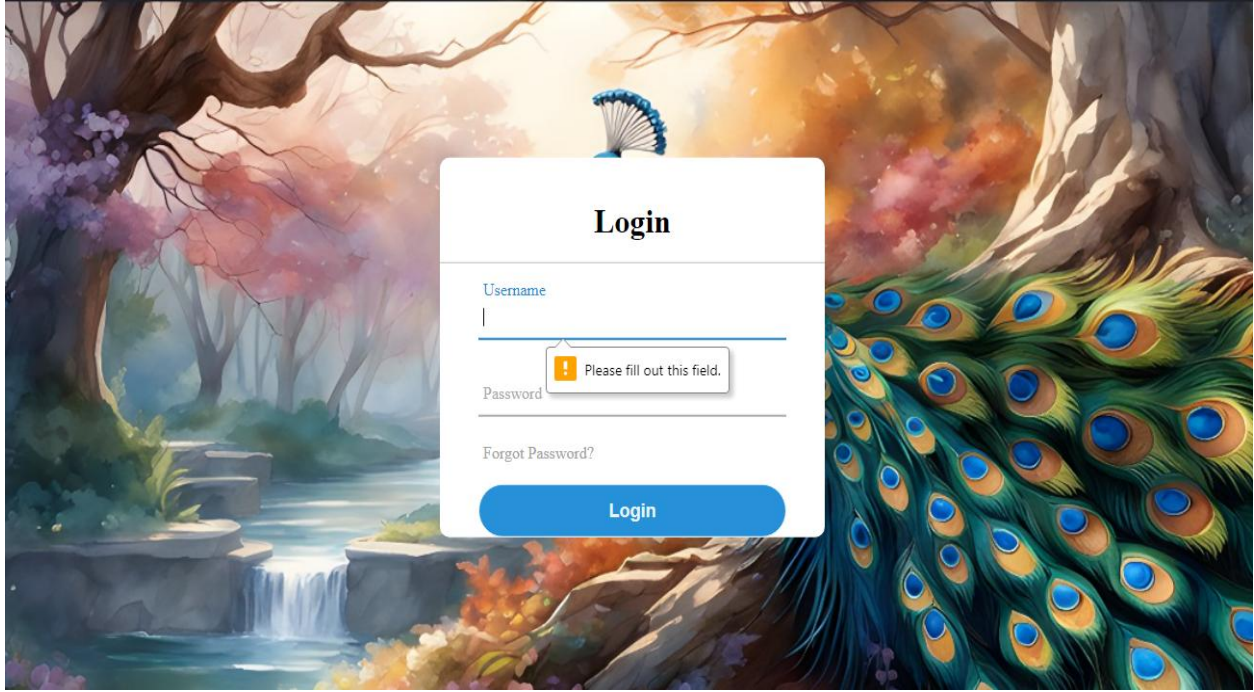 Login
Username
Please fill out this field.
Password
Forgot Password?
Login